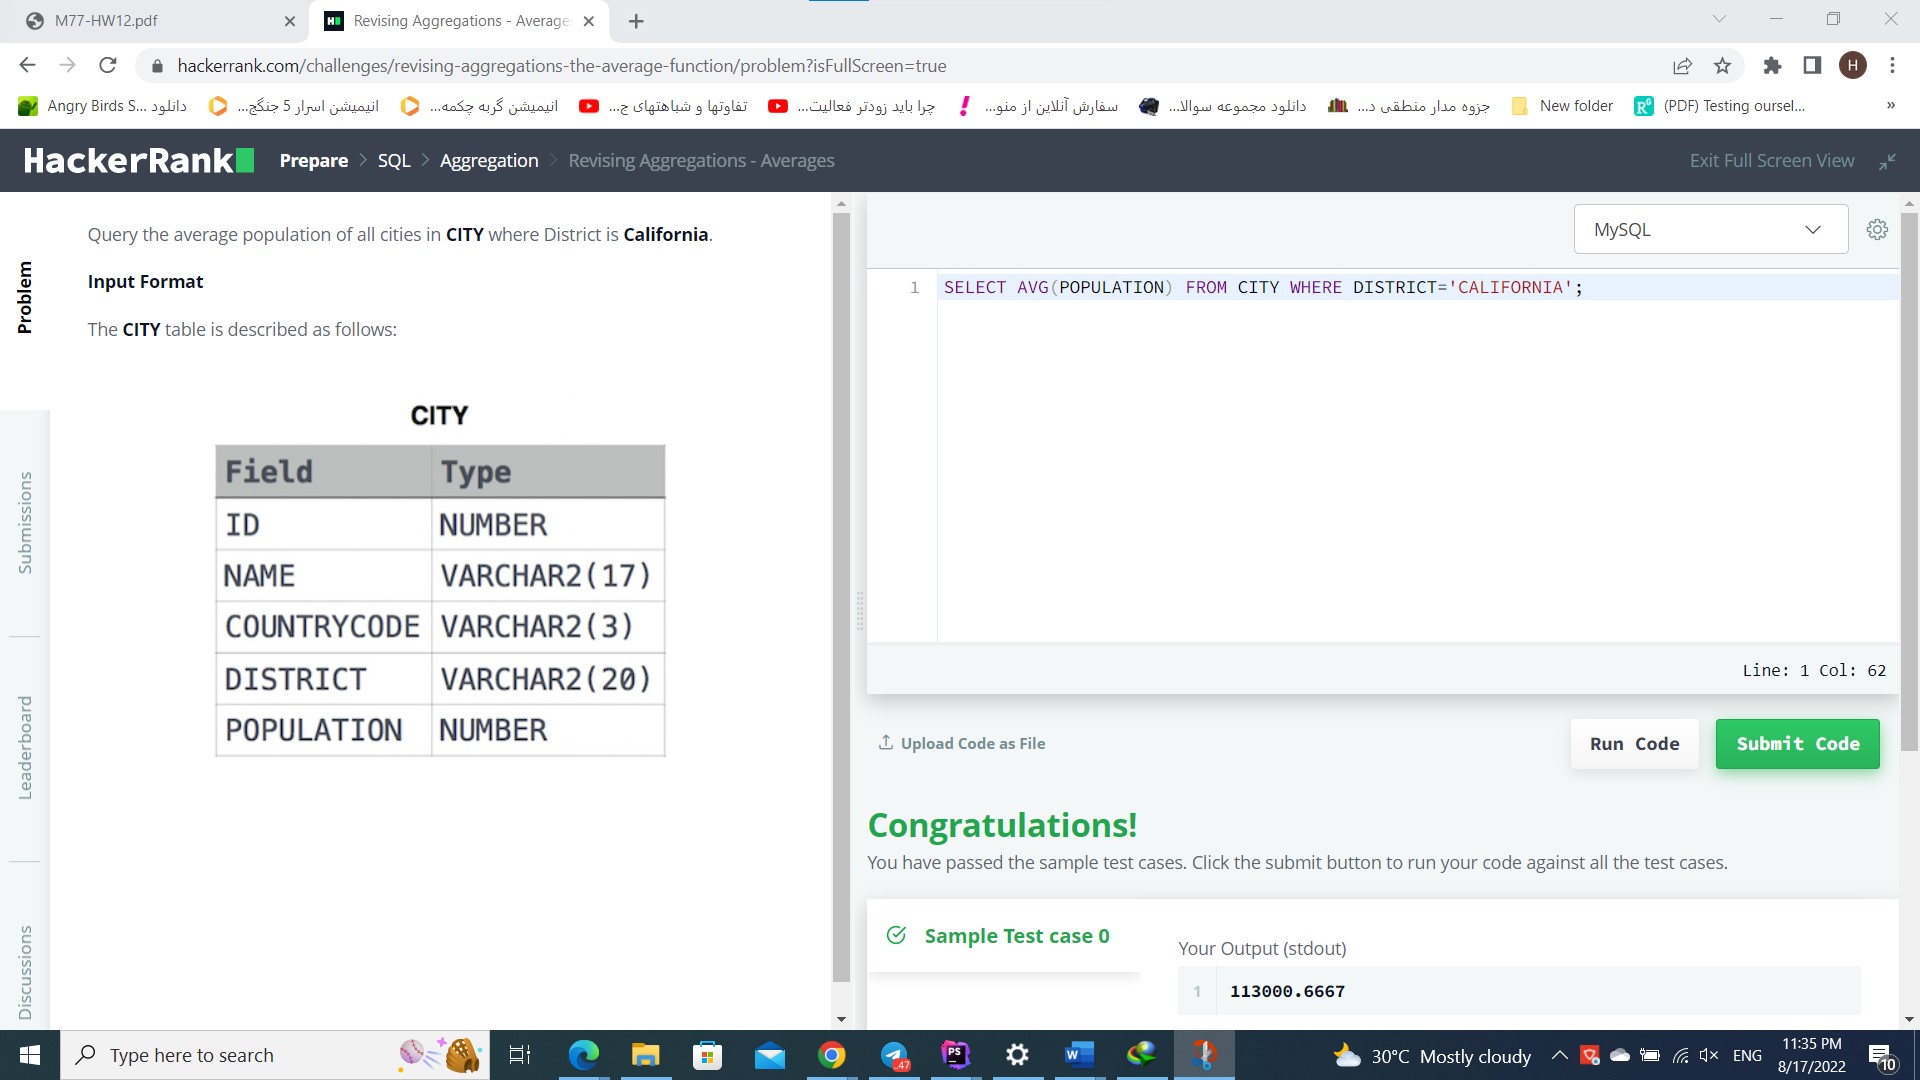 M77-HW12.pdf
Revising Aggregations - Average
hackerrank.com/challenges/revising-aggregations-the-average-function/problem?isFullScreen=true
H
Angry Birds S... دانلود
انیمیشن اسرار 5 جنگج...
انیمیشن گربه چکمه...
تفاوتها و شباهتهای ج...
چرا باید زودتر فعالیت...
سفارش آنلاین از منو...
دانلود مجموعه سوالا...
جزوه مدار منطقی د...
New folder
(PDF) Testing oursel...
»
HackerRank
Prepare > SQL > Aggregation > Revising Aggregations - Averages
Exit Full Screen View
Problem
Submissions
Leaderboard
Discussions
Query the average population of all cities in CITY where District is California.
Input Format
The CITY table is described as follows:
CITY
Field Type
ID NUMBER
NAME VARCHAR2(17)
COUNTRYCODE VARCHAR2(3)
DISTRICT VARCHAR2(20)
POPULATION NUMBER
MySQL
1 SELECT AVG(POPULATION) FROM CITY WHERE DISTRICT='CALIFORNIA';
Line: 1 Col: 62
Upload Code as File
Run Code
Submit Code
Congratulations!
You have passed the sample test cases. Click the submit button to run your code against all the test cases.
Sample Test case 0
Your Output (stdout)
1 113000.6667
Type here to search
.47
PS
W
30°C Mostly cloudy
ENG
11:35 PM
8/17/2022
10